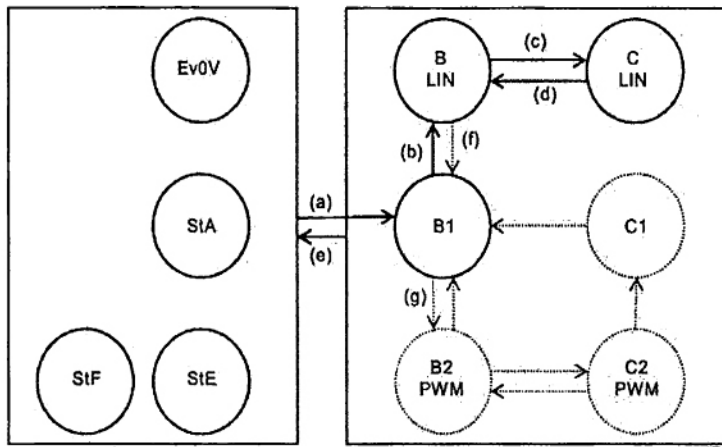 Ev0V
StA
StF
StE
(a)
(e)
B
LIN
(c)
(d)
C
LIN
(b)
(f)
B1
C1
(g)
B2
PWM
C2
PWM